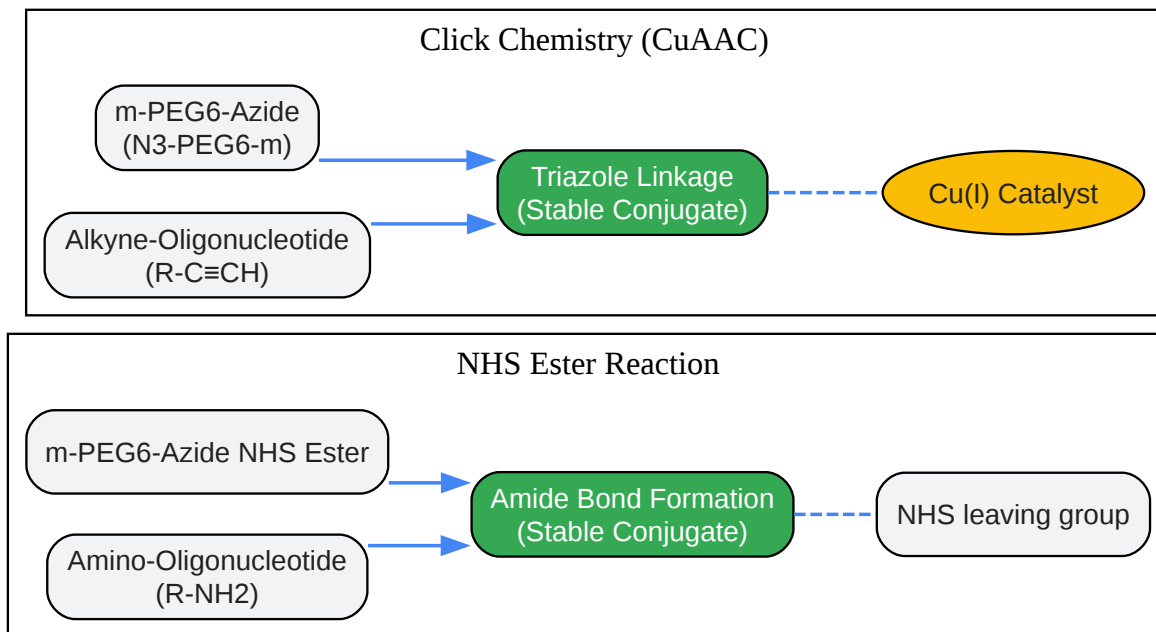 Click Chemistry (CuAAC)
m-PEG6-Azide
(N3-PEG6-m)
Alkyne-Oligonucleotide
(R-C≡CH)
Triazole Linkage
(Stable Conjugate)
Cu(I) Catalyst
NHS Ester Reaction
m-PEG6-Azide NHS Ester
Amino-Oligonucleotide
(R-NH2)
Amide Bond Formation
(Stable Conjugate)
NHS leaving group